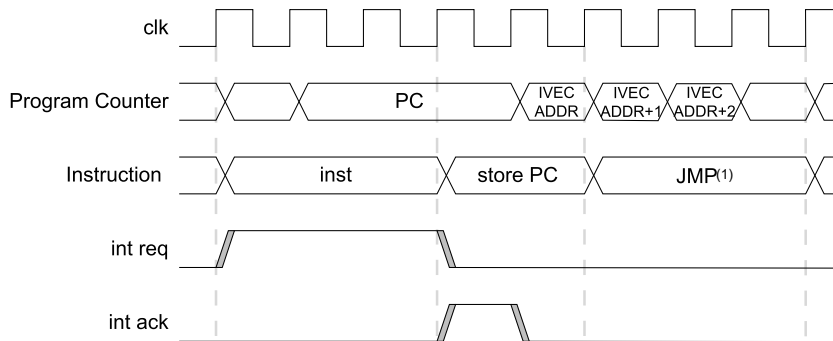 clk
Program Counter
PC
IVEC
ADDR
IVEC
ADDR+1
IVEC
ADDR+2
Instruction
inst
store PC
JMP(1)
int req
int ack